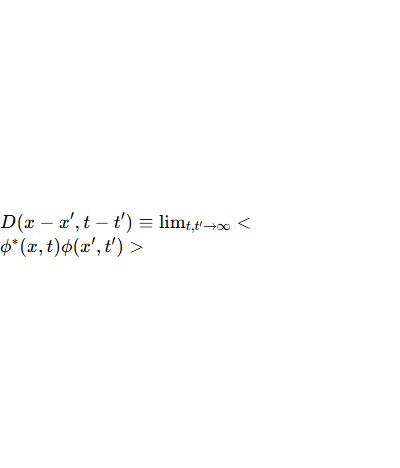 D(x − x′, t − t′) ≡ lim_{t,t′→∞} <
ϕ*(x, t)ϕ(x′, t′) >